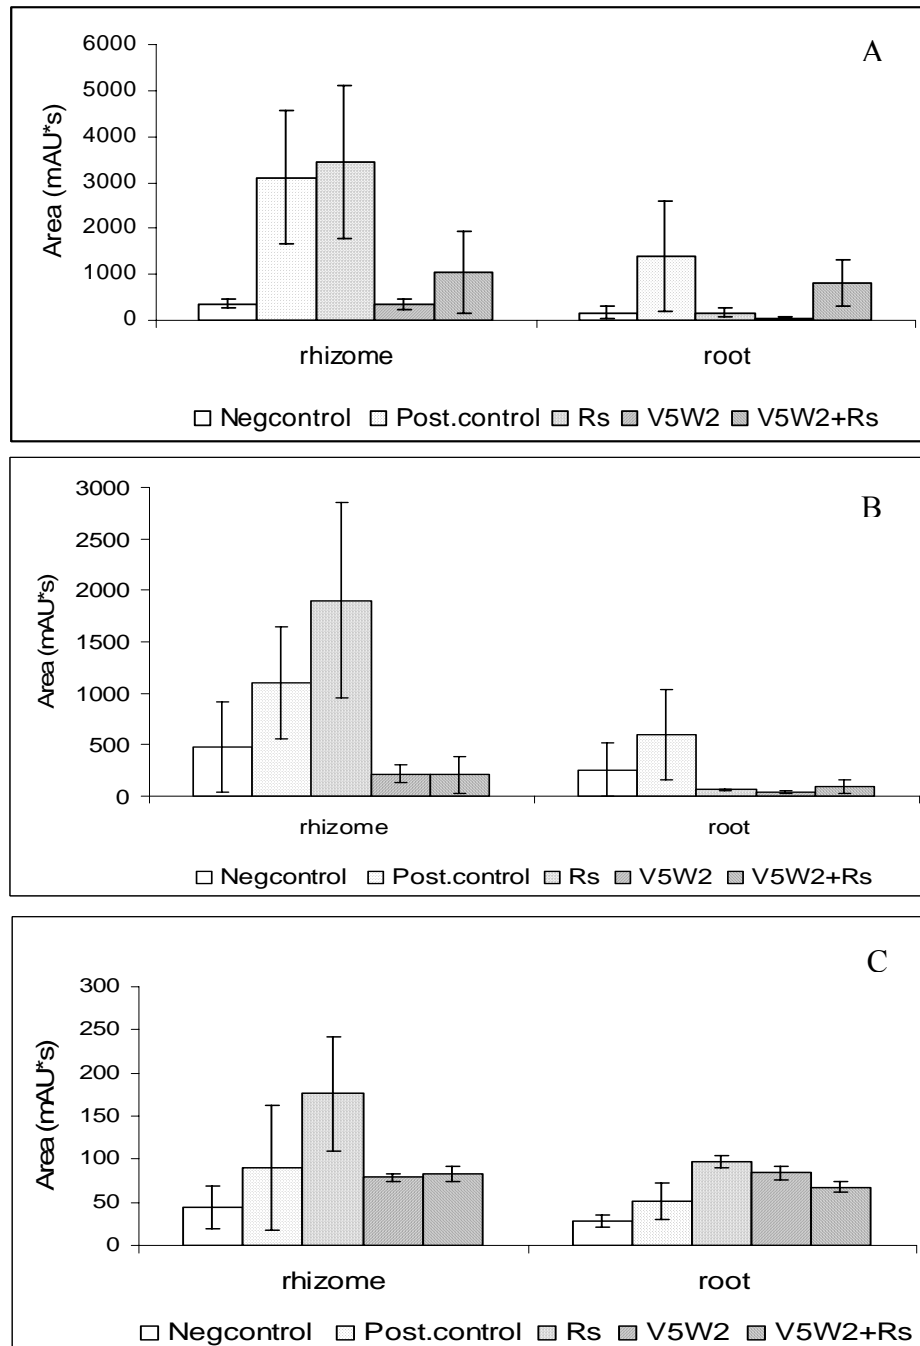 A
6000
5000
4000
3000
2000
1000
0
Area (mAU*s)
rhizome root
Negcontrol Post.control Rs V5W2 V5W2+Rs
B
3000
2500
2000
1500
1000
500
0
Area (mAU*s)
rhizome root
Negcontrol Post.control Rs V5W2 V5W2+Rs
C
300
250
200
150
100
50
0
Area (mAU*s)
rhizome root
Negcontrol Post.control Rs V5W2 V5W2+Rs